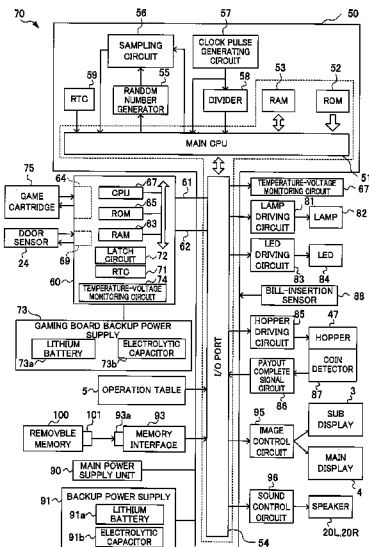 70
56
57
50
SAMPLING
CIRCUIT
CLOCK PULSE
GENERATING
CIRCUIT
59
55
58
53
52
RTC
RANDOM
NUMBER
GENERATOR
DIVIDER
RAM
ROM
MAIN CPU
51
75
64
67
61
TEMPERATURE-VOLTAGE
MONITORING CIRCUIT
67
GAME
CARTRIDGE
CPU
65
ROM
63
62
81
LAMP
DRIVING
CIRCUIT
LAMP
82
DOOR
SENSOR
24
RAM
LATCH
CIRCUIT
72
69
RTC
71
74
60
TEMPERATURE-VOLTAGE
MONITORING CIRCUIT
LED
DRIVING
CIRCUIT
LED
83
84
BILL-INSERTION
SENSOR
88
73
GAMING BOARD BACKUP POWER
SUPPLY
LITHIUM
BATTERY
ELECTROLYTIC
CAPACITOR
73a
73b
85
47
HOPPER
DRIVING
CIRCUIT
HOPPER
I/O PORT
PAYOUT
COMPLETE
SIGNAL
CIRCUIT
COIN
DETECTOR
86
87
5
OPERATION TABLE
3
100
101
93a
93
REMOVBLE
MEMORY
MEMORY
INTERFACE
95
IMAGE
CONTROL
CIRCUIT
SUB
DISPLAY
MAIN
DISPLAY
4
90
MAIN POWER
SUPPLY UNIT
91
BACKUP POWER SUPPLY
91a
LITHIUM
BATTERY
91b
ELECTROLYTIC
CAPACITOR
96
SOUND
CONTROL
CIRCUIT
SPEAKER
20L,20R
54